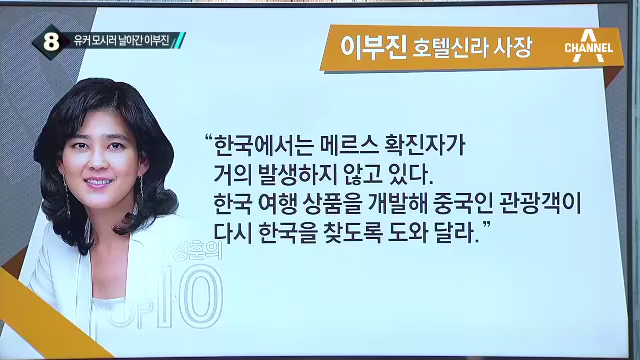 8 유커 모시러 날아간 이부진
이부진 호텔신라 사장
CHANNEL A
“한국에서는 메르스 확진자가
거의 발생하지 않고 있다.
한국 여행 상품을 개발해 중국인 관광객이
다시 한국을 찾도록 도와 달라.”
TOP10